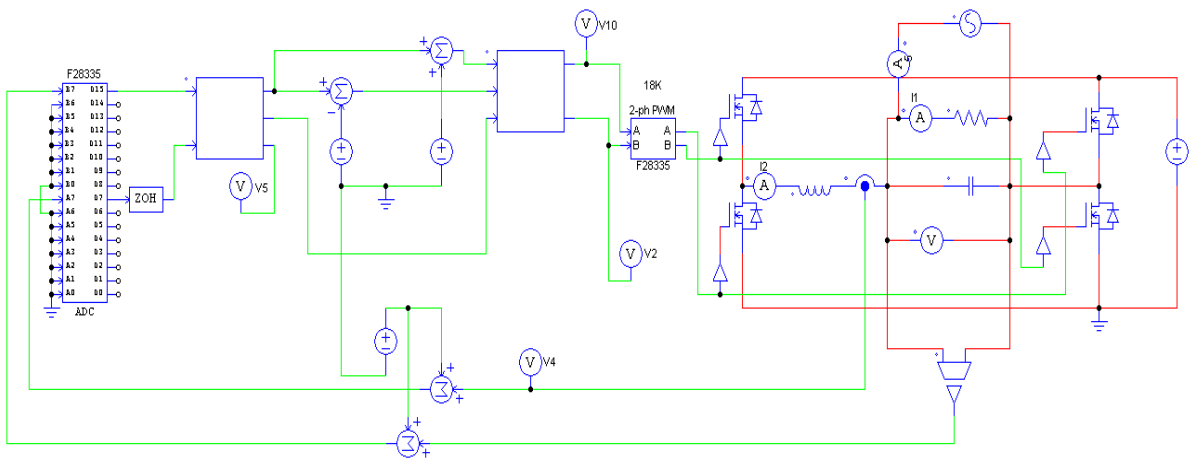 F28335
B7 D15
B6 D14
B5 D13
B4 D12
B3 D11
B2 D10
B1 D9
B0 D8
A7 D7
A6 D6
A5 D5
A4 D4
A3 D3
A2 D2
A1 D1
A0 D0
ADC
ZOH
V V5
V V10
18K
2-ph PWM
A A
B B
F28335
V V2
V V4
A
I1
A
I2
A
V